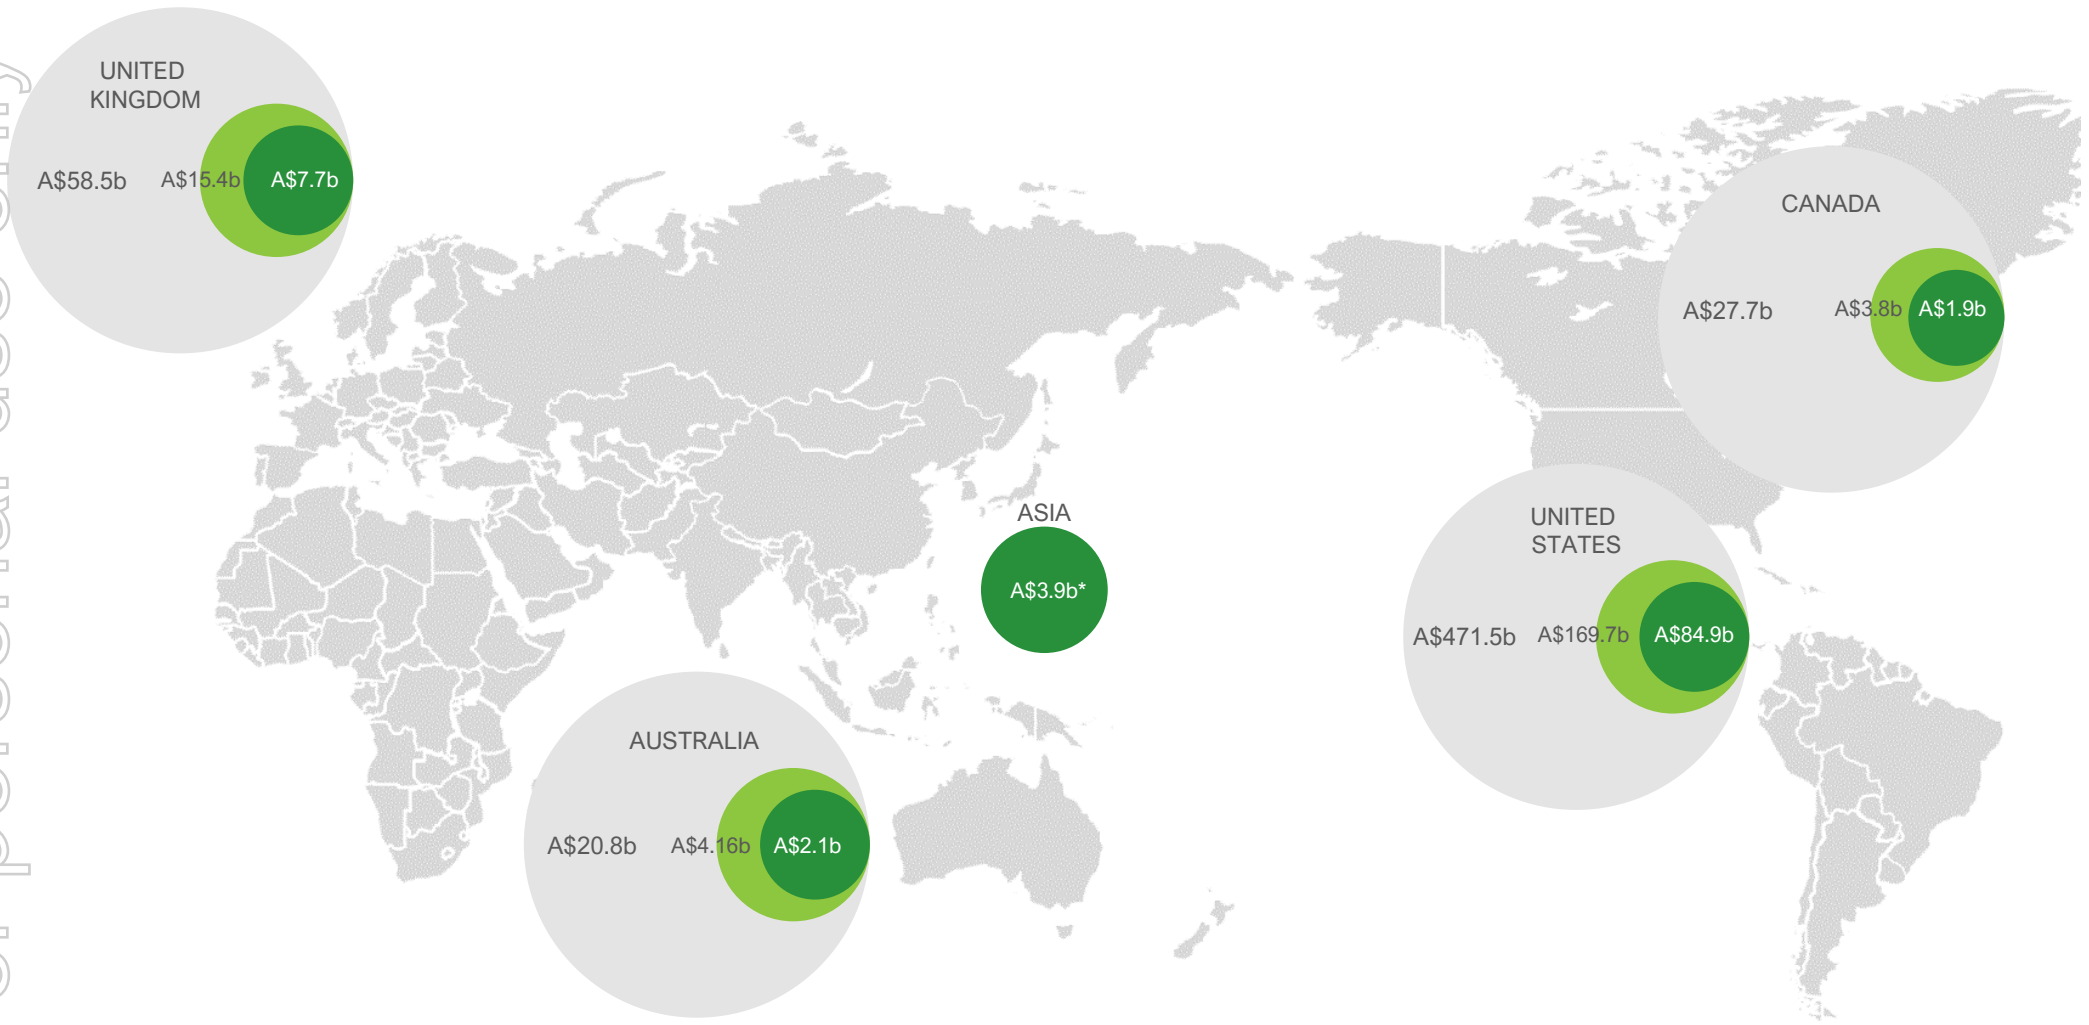 UNITED
KINGDOM
A$58.5b
A$15.4b
A$7.7b
CANADA
A$27.7b
A$3.8b
A$1.9b
ASIA
A$3.9b*
UNITED
STATES
A$471.5b
A$169.7b
A$84.9b
AUSTRALIA
A$20.8b
A$4.16b
A$2.1b